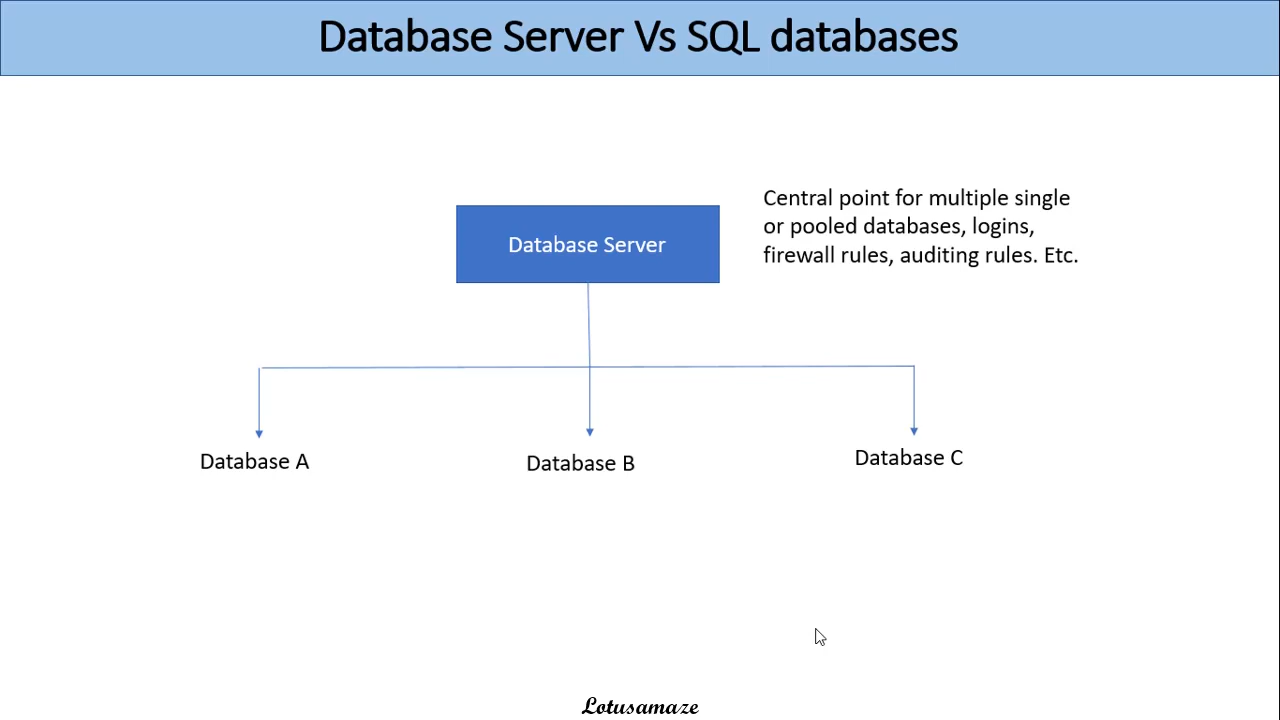 Database Server Vs SQL databases
Central point for multiple single
or pooled databases, logins,
firewall rules, auditing rules. Etc.
Database Server
Database A
Database B
Database C
Lotusamaze